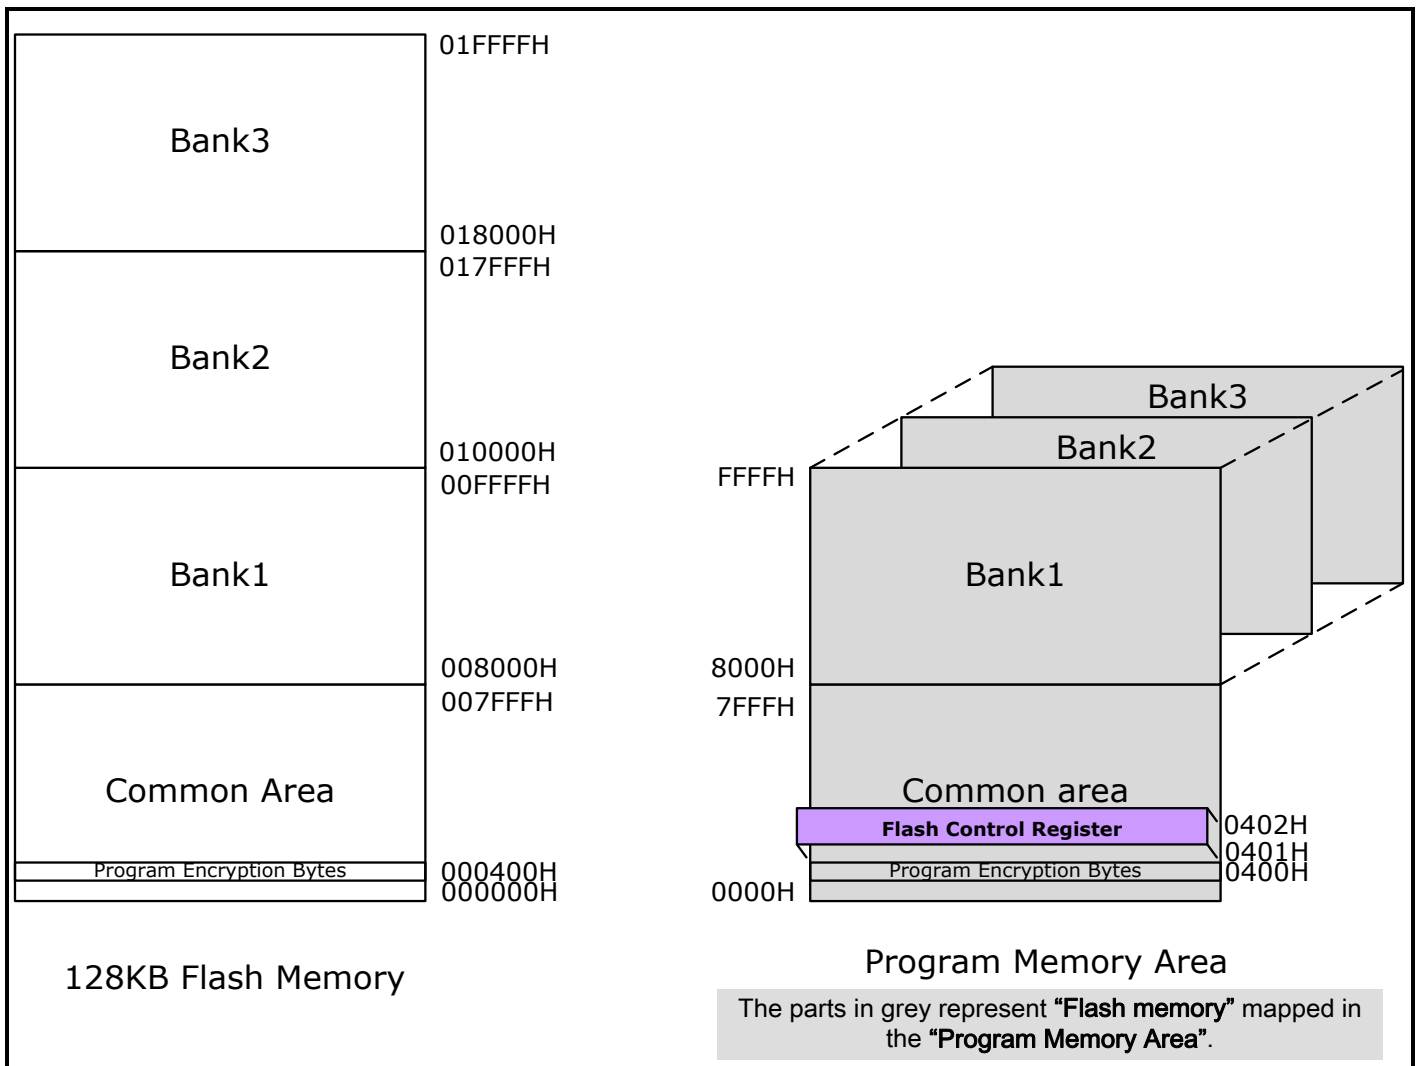 01FFFFH
Bank3
018000H
017FFFH
Bank2
010000H
00FFFFH
Bank1
008000H
007FFFH
Common Area
Program Encryption Bytes
000400H
000000H
128KB Flash Memory
Bank3
Bank2
FFFFH
Bank1
8000H
7FFFH
Common area
Flash Control Register
0402H
0401H
Program Encryption Bytes
0400H
0000H
Program Memory Area
The parts in grey represent “Flash memory” mapped in
the “Program Memory Area”.